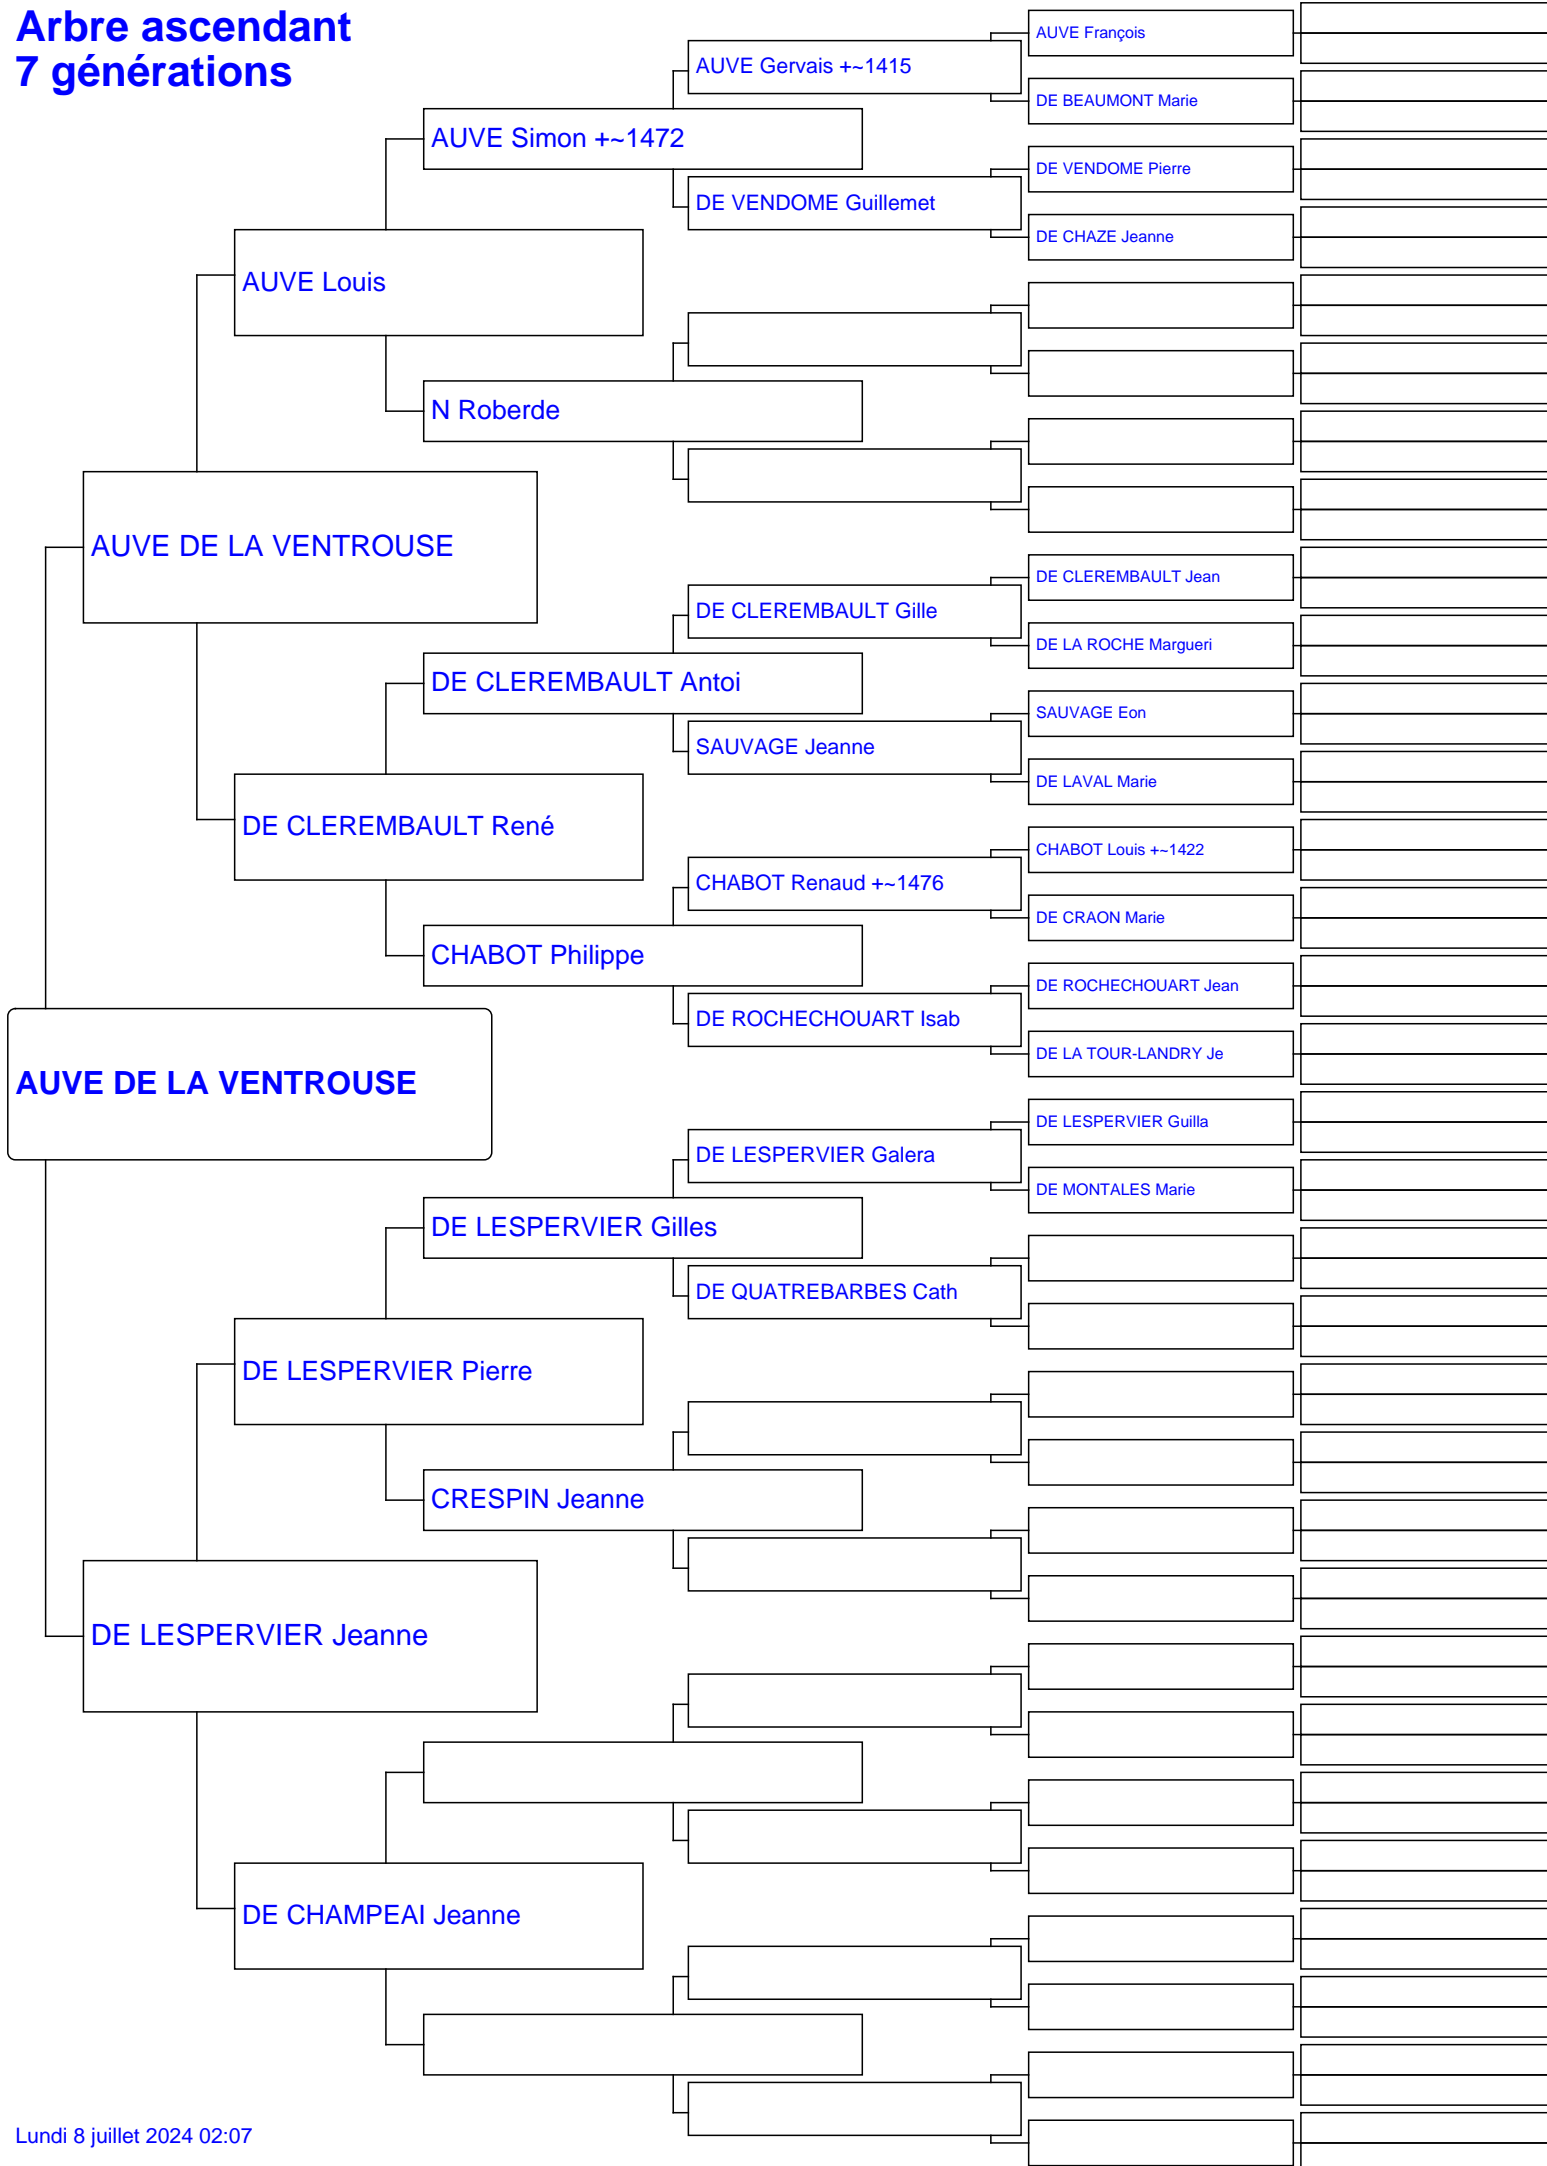 Arbre ascendant
7 générations
AUVE François
AUVE Gervais +~1415
DE BEAUMONT Marie
AUVE Simon +~1472
DE VENDOME Pierre
DE VENDOME Guillemet
DE CHAZE Jeanne
AUVE Louis
N Roberde
AUVE DE LA VENTROUSE
DE CLEREMBAULT Jean
DE CLEREMBAULT Gille
DE LA ROCHE Margueri
DE CLEREMBAULT Antoi
SAUVAGE Eon
SAUVAGE Jeanne
DE LAVAL Marie
DE CLEREMBAULT René
CHABOT Louis +~1422
CHABOT Renaud +~1476
DE CRAON Marie
CHABOT Philippe
DE ROCHECHOUART Jean
DE ROCHECHOUART Isab
DE LA TOUR-LANDRY Je
AUVE DE LA VENTROUSE
DE LESPERVIER Guilla
DE LESPERVIER Galera
DE MONTALES Marie
DE LESPERVIER Gilles
DE QUATREBARBES Cath
DE LESPERVIER Pierre
CRESPIN Jeanne
DE LESPERVIER Jeanne
DE CHAMPEAI Jeanne
Lundi 8 juillet 2024 02:07